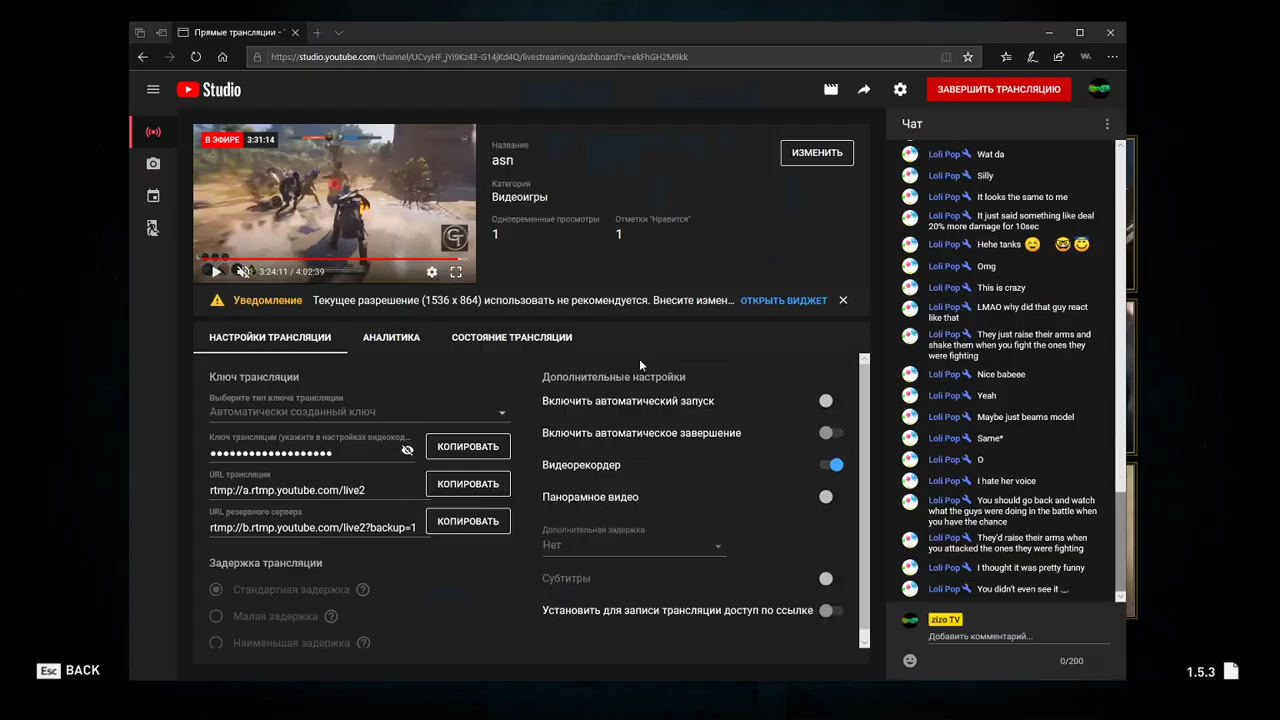 Прямые трансляции -
https://studio.youtube.com/channel/UCvyHF_jYi9Kz43-G14jKd4Q/livestreaming/dashboard?v=ekFhGH2M9kk
Studio
ЗАВЕРШИТЬ ТРАНСЛЯЦИЮ
В ЭФИРЕ 3:31:14
3:24:11 / 4:02:39
Название
asn
ИЗМЕНИТЬ
Категория
Видеоигры
Одновременные просмотры
Отметки "Нравится"
1
1
Уведомление Текущее разрешение (1536 x 864) использовать не рекомендуется. Внесите измен... ОТКРЫТЬ ВИДЖЕТ
НАСТРОЙКИ ТРАНСЛЯЦИИ
АНАЛИТИКА
СОСТОЯНИЕ ТРАНСЛЯЦИИ
Ключ трансляции
Выберите тип ключа трансляции
Автоматически созданный ключ
Ключ трансляции (укажите в настройках видеокод...
•••••••••••••••••••
КОПИРОВАТЬ
URL трансляции
rtmp://a.rtmp.youtube.com/live2
КОПИРОВАТЬ
URL резервного сервера
rtmp://b.rtmp.youtube.com/live2?backup=1
КОПИРОВАТЬ
Задержка трансляции
Стандартная задержка
Малая задержка
Наименьшая задержка
Дополнительные настройки
Включить автоматический запуск
Включить автоматическое завершение
Видеорекордер
Панорамное видео
Дополнительная задержка
Нет
Субтитры
Установить для записи трансляции доступ по ссылке
Чат
Loli Pop Wat da
Loli Pop Silly
Loli Pop It looks the same to me
Loli Pop It just said something like deal
20% more damage for 10sec
Loli Pop Hehe tanks
Loli Pop Omg
Loli Pop This is crazy
Loli Pop LMAO why did that guy react
like that
Loli Pop They just raise their arms and
shake them when you fight the ones they
were fighting
Loli Pop Nice babeee
Loli Pop Yeah
Loli Pop Maybe just beams model
Loli Pop Same*
Loli Pop O
Loli Pop I hate her voice
Loli Pop You should go back and watch
what the guys were doing in the battle when
you have the chance
Loli Pop They'd raise their arms when
you attacked the ones they were fighting
Loli Pop I thought it was pretty funny
Loli Pop You didn't even see it ._.
zizo TV
Добавить комментарий...
0/200
Esc BACK
1.5.3